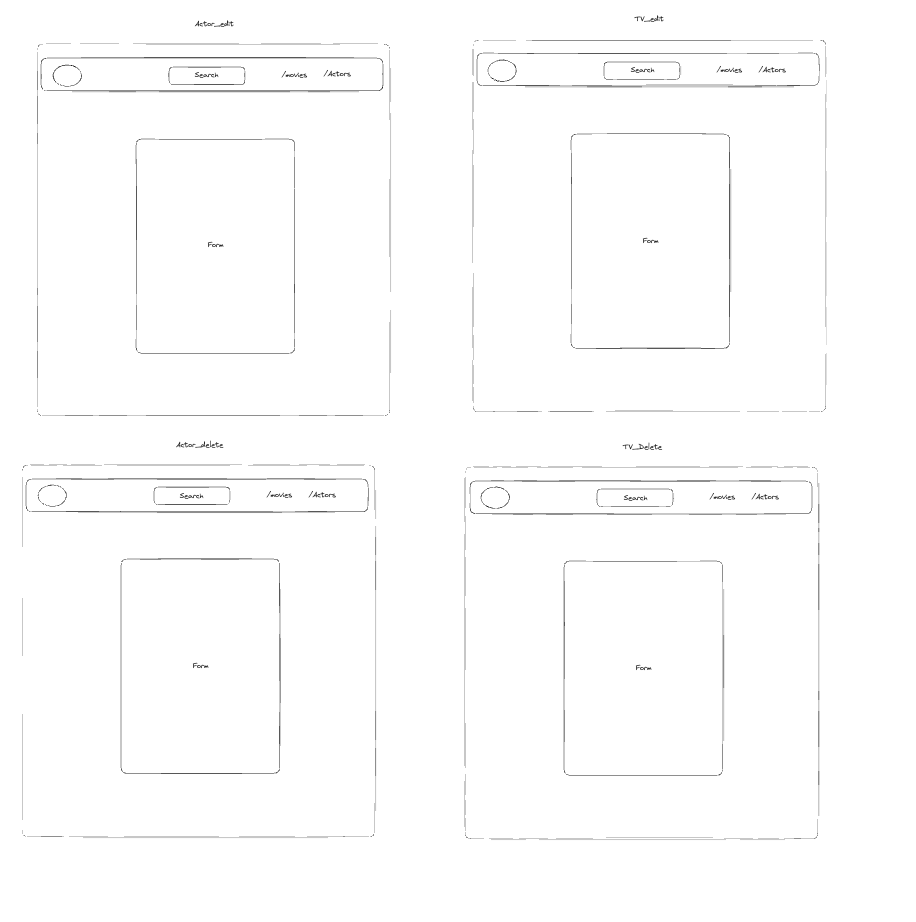 Actor_edit
Search /movies /Actors
Form
TV_edit
Search /movies /Actors
Form
Actor_delete
Search /movies /Actors
Form
TV_Delete
Search /movies /Actors
Form